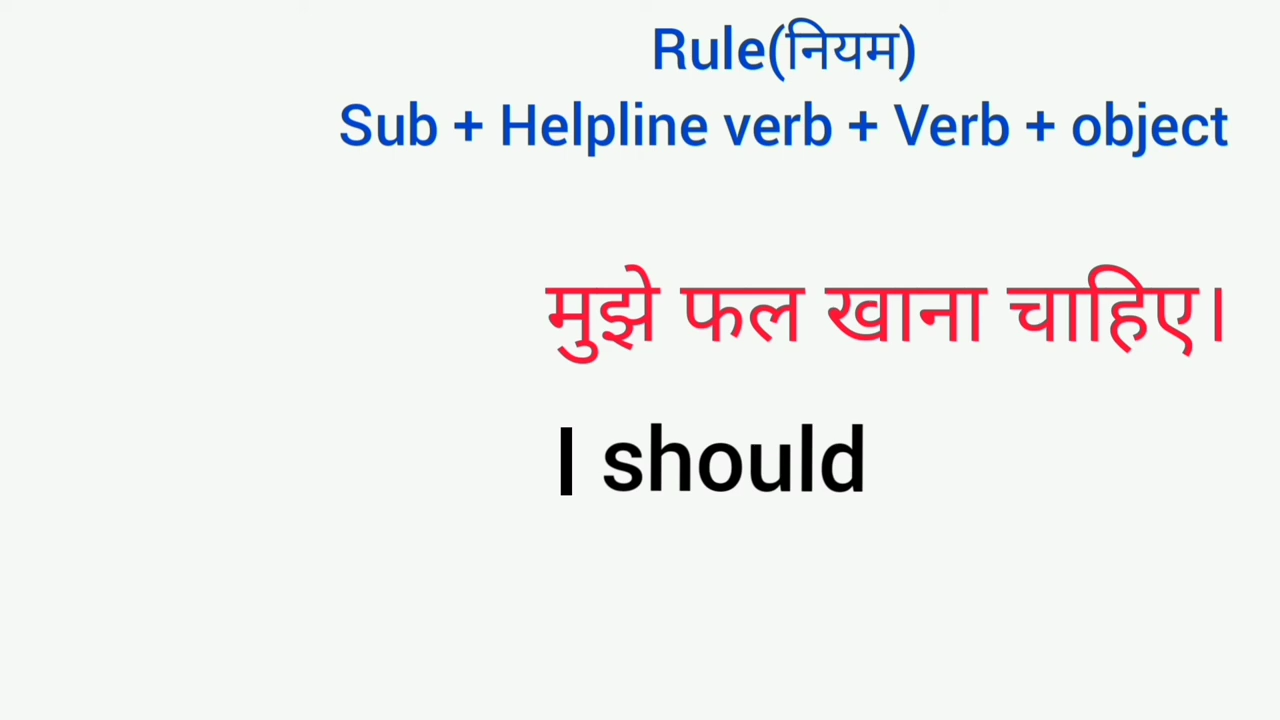 Rule(नियम)
Sub + Helpline verb + Verb + object
मुझे फल खाना चाहिए।
I should